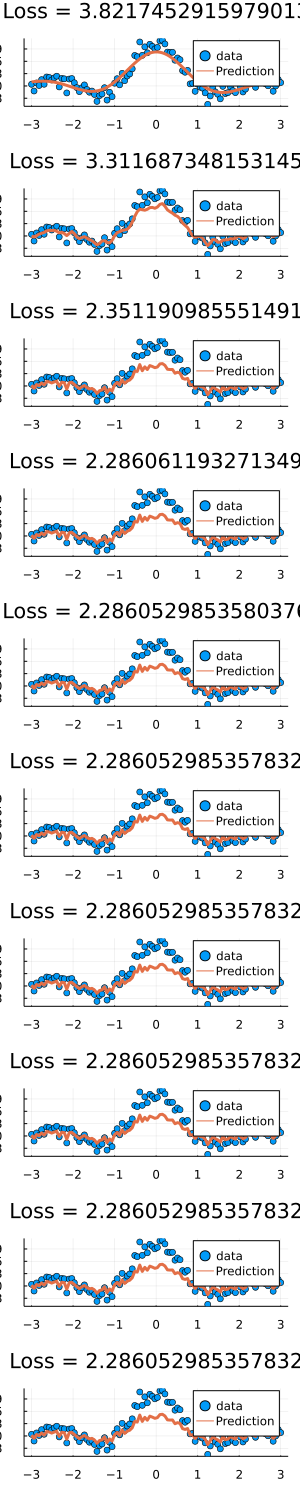 Loss = 3.821745291597901
data
Prediction
−3 −2 −1 0 1 2 3
Loss = 3.311687348153145
data
Prediction
−3 −2 −1 0 1 2 3
Loss = 2.351190985551491
data
Prediction
−3 −2 −1 0 1 2 3
Loss = 2.286061193271349
data
Prediction
−3 −2 −1 0 1 2 3
Loss = 2.286052985358037
data
Prediction
−3 −2 −1 0 1 2 3
Loss = 2.286052985357832
data
Prediction
−3 −2 −1 0 1 2 3
Loss = 2.286052985357832
data
Prediction
−3 −2 −1 0 1 2 3
Loss = 2.286052985357832
data
Prediction
−3 −2 −1 0 1 2 3
Loss = 2.286052985357832
data
Prediction
−3 −2 −1 0 1 2 3
Loss = 2.286052985357832
data
Prediction
−3 −2 −1 0 1 2 3